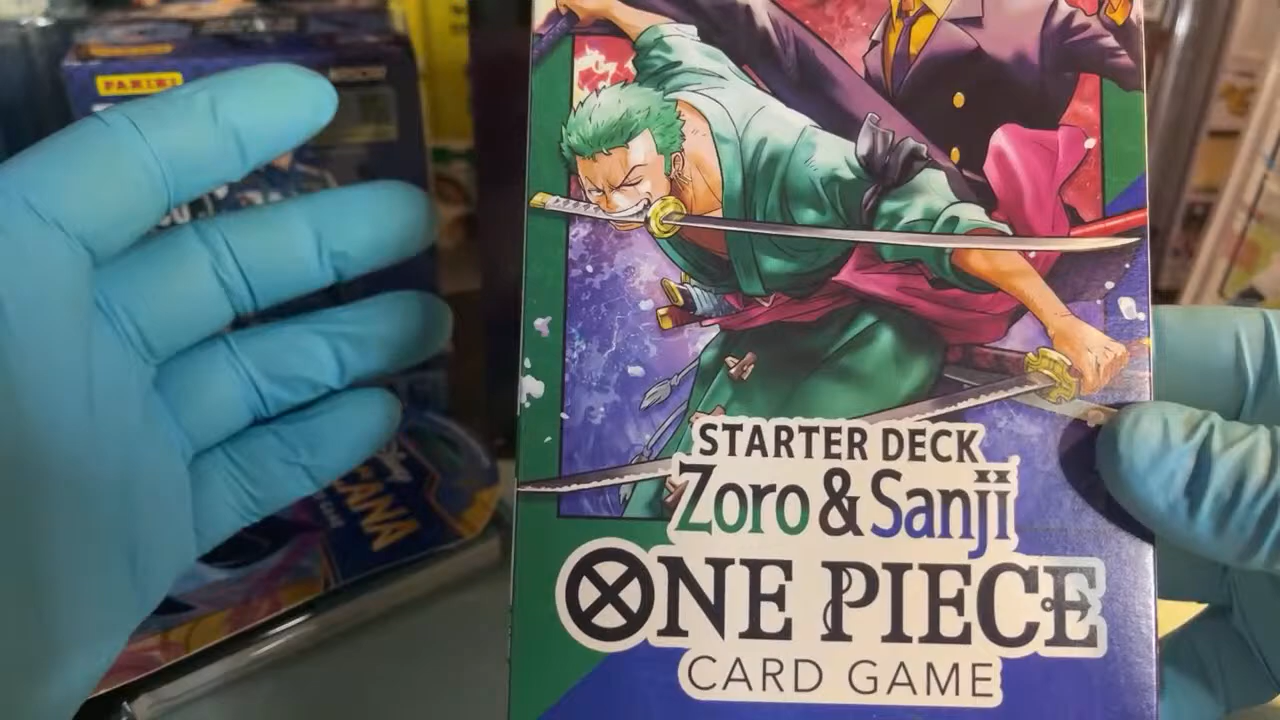 PANINI
STARTER DECK
Zoro & Sanji
ONE PIECE
CARD GAME